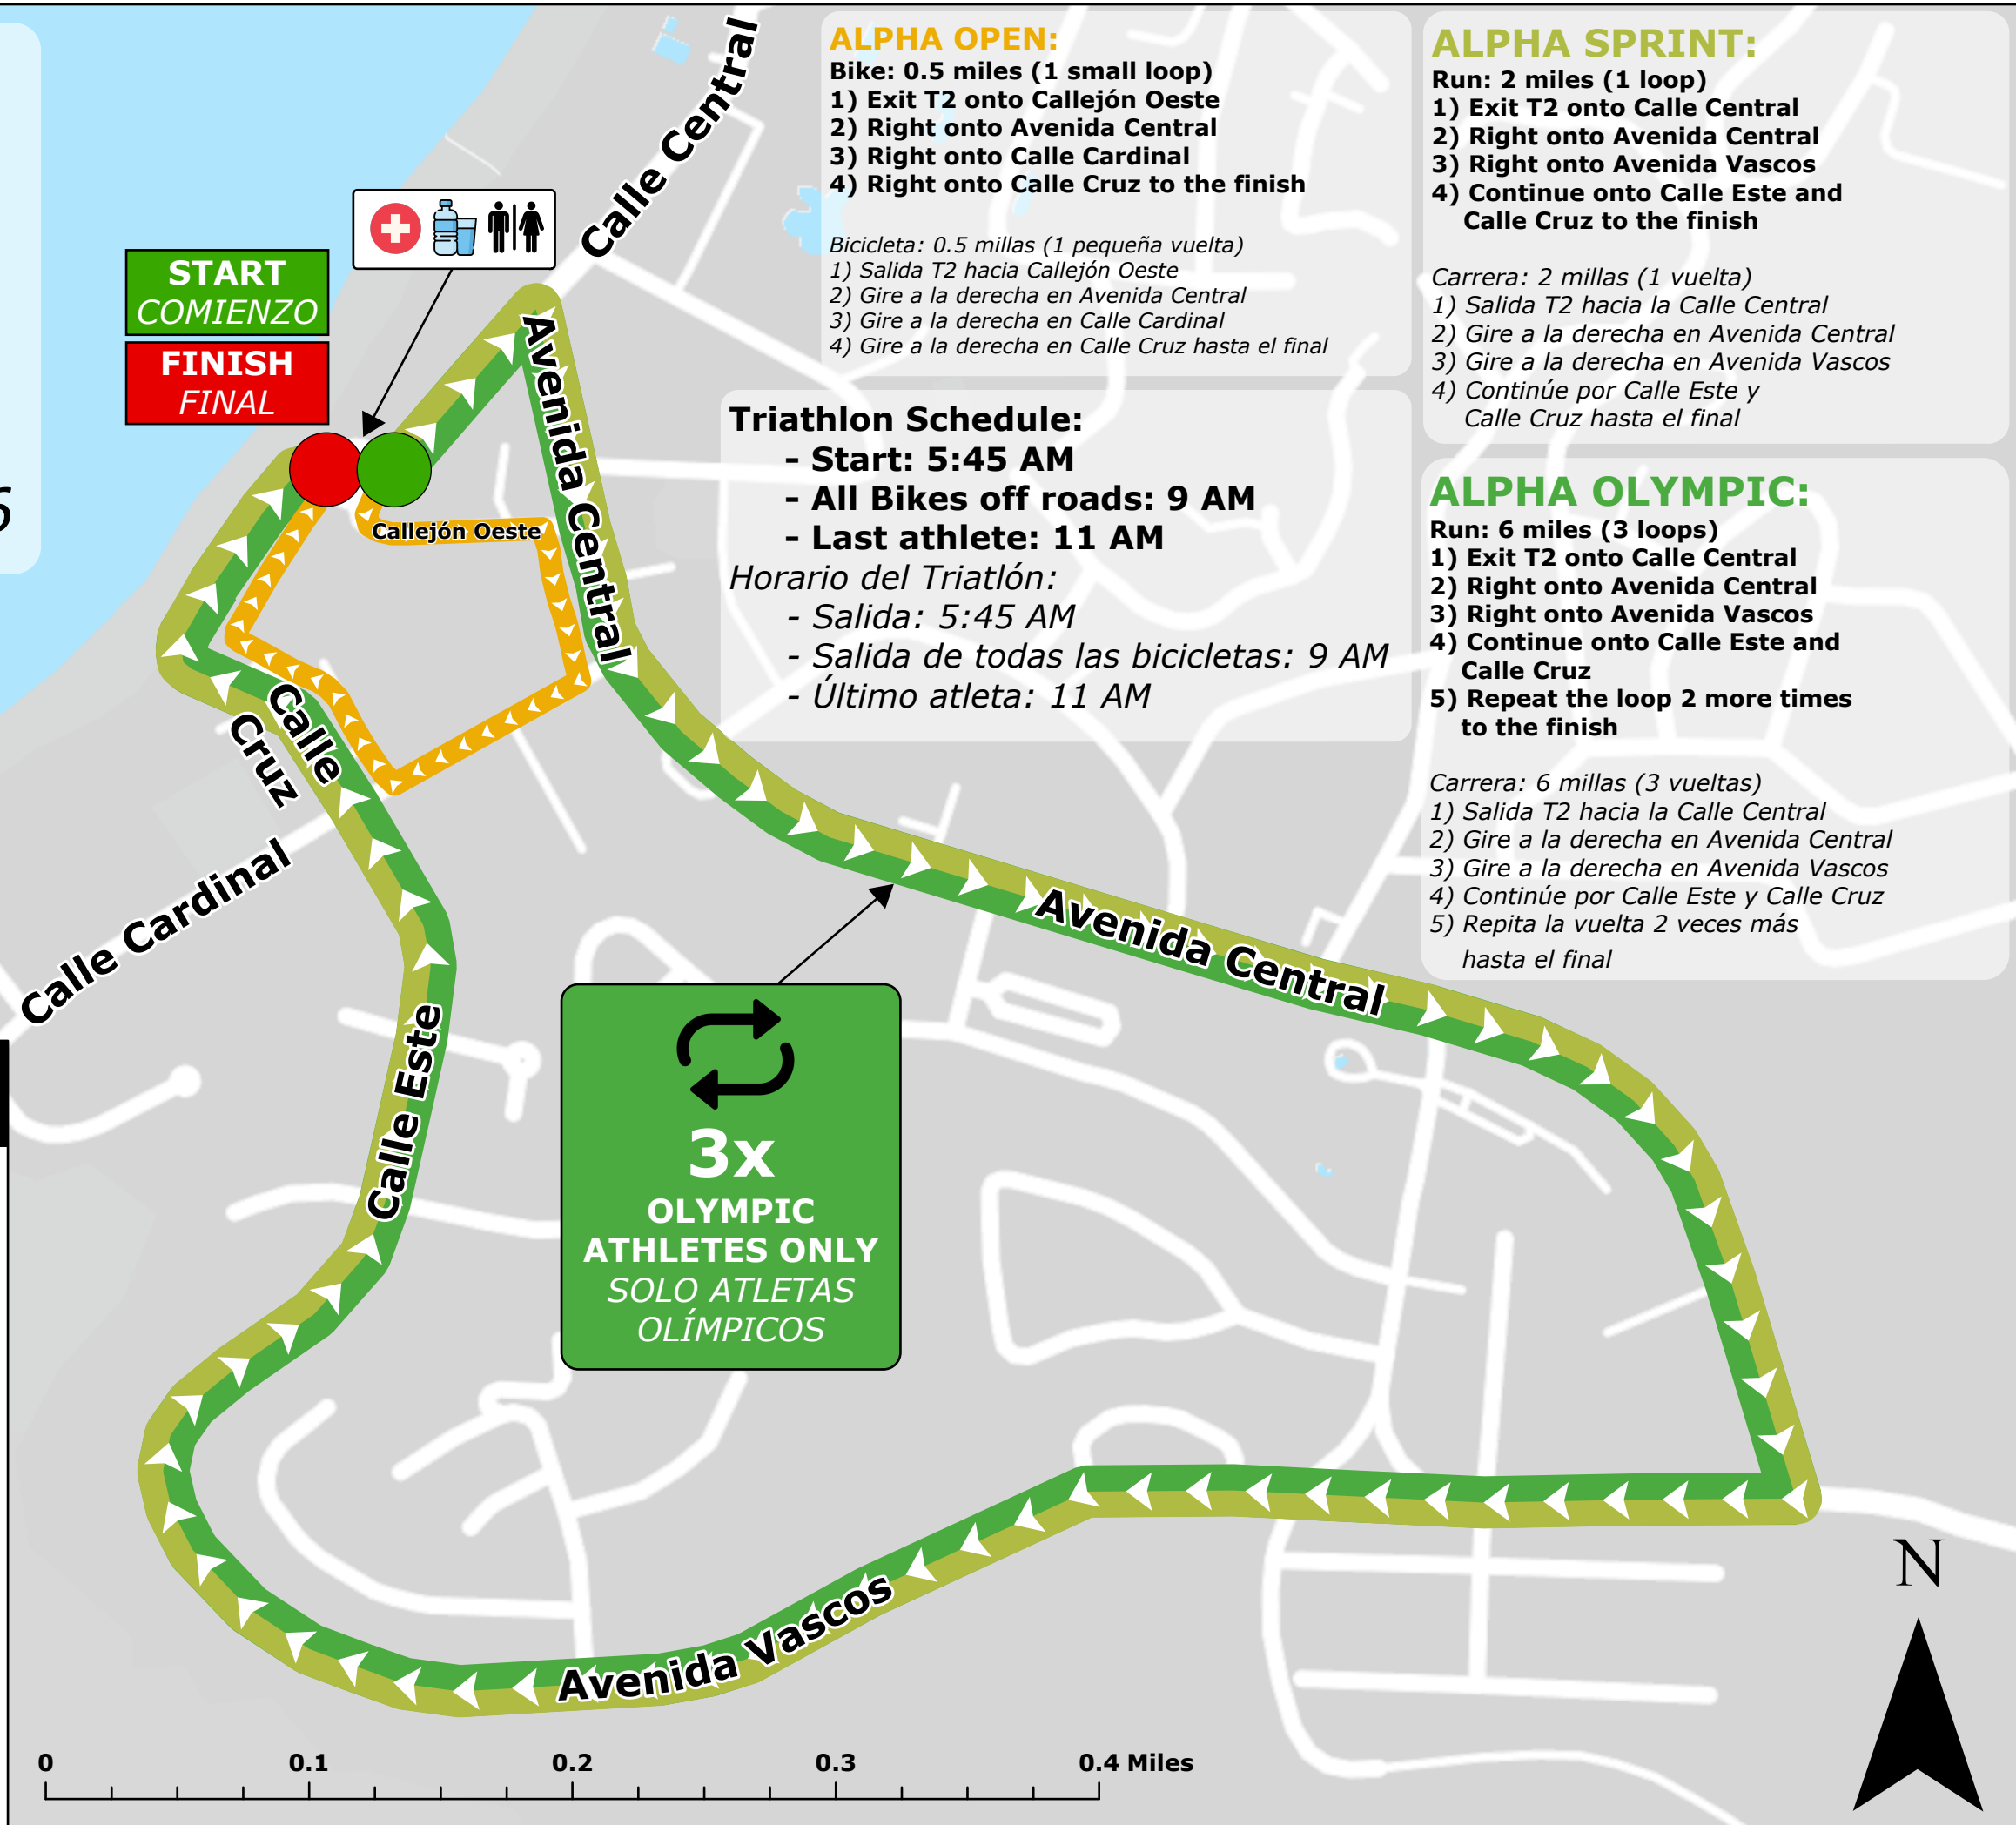 ALPHA OPEN:
Bike: 0.5 miles (1 small loop)
1) Exit T2 onto Callejón Oeste
2) Right onto Avenida Central
3) Right onto Calle Cardinal
4) Right onto Calle Cruz to the finish
Bicicleta: 0.5 millas (1 pequeña vuelta)
1) Salida T2 hacia Callejón Oeste
2) Gire a la derecha en Avenida Central
3) Gire a la derecha en Calle Cardinal
4) Gire a la derecha en Calle Cruz hasta el final
ALPHA SPRINT:
Run: 2 miles (1 loop)
1) Exit T2 onto Calle Central
2) Right onto Avenida Central
3) Right onto Avenida Vascos
4) Continue onto Calle Este and
Calle Cruz to the finish
Carrera: 2 millas (1 vuelta)
1) Salida T2 hacia la Calle Central
2) Gire a la derecha en Avenida Central
3) Gire a la derecha en Avenida Vascos
4) Continúe por Calle Este y
Calle Cruz hasta el final
Triathlon Schedule:
- Start: 5:45 AM
- All Bikes off roads: 9 AM
- Last athlete: 11 AM
Horario del Triatlón:
- Salida: 5:45 AM
- Salida de todas las bicicletas: 9 AM
- Último atleta: 11 AM
ALPHA OLYMPIC:
Run: 6 miles (3 loops)
1) Exit T2 onto Calle Central
2) Right onto Avenida Central
3) Right onto Avenida Vascos
4) Continue onto Calle Este and
Calle Cruz
5) Repeat the loop 2 more times
to the finish
Carrera: 6 millas (3 vueltas)
1) Salida T2 hacia la Calle Central
2) Gire a la derecha en Avenida Central
3) Gire a la derecha en Avenida Vascos
4) Continúe por Calle Este y Calle Cruz
5) Repita la vuelta 2 veces más
hasta el final
START
COMIENZO
FINISH
FINAL
6
Calle Central
Avenida Central
Callejón Oeste
Calle
Cruz
Calle Cardinal
Avenida Central
Calle Este
3x
OLYMPIC
ATHLETES ONLY
SOLO ATLETAS
OLÍMPICOS
Avenida Vascos
N
0 0.1 0.2 0.3 0.4 Miles